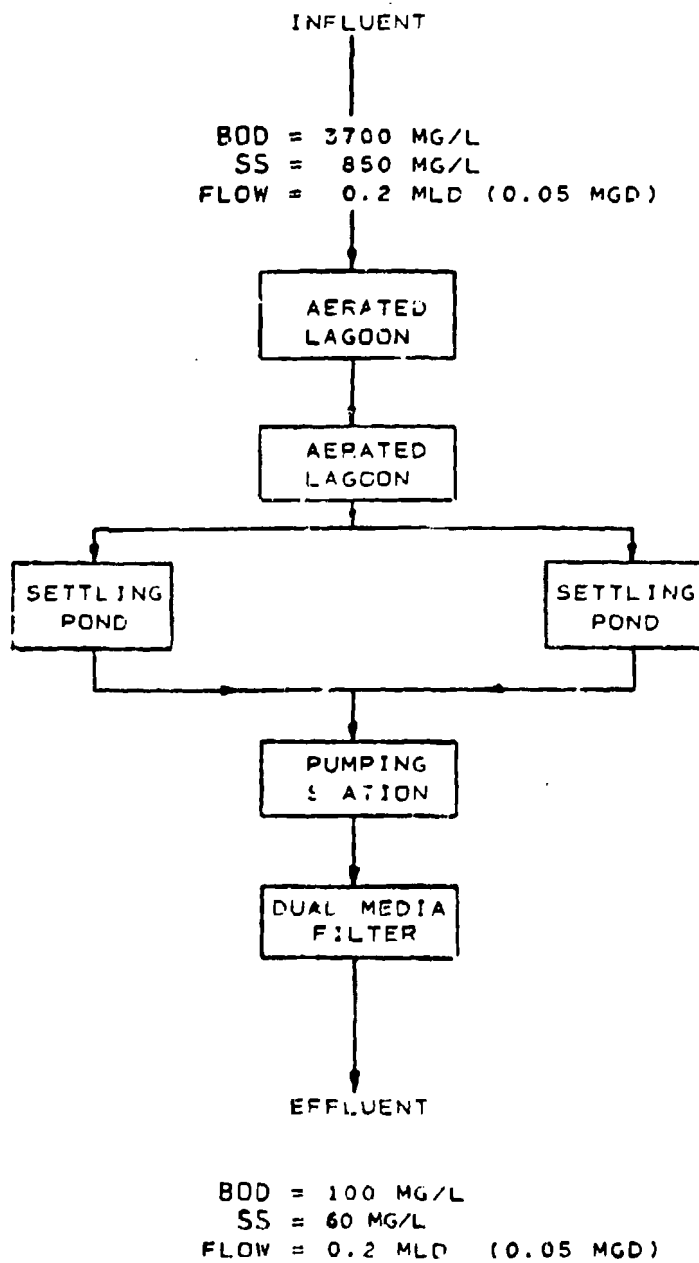 INFLUENT
BOD = 3700 MG/L
SS = 850 MG/L
FLOW = 0.2 MLD (0.05 MGD)
AERATED
LAGOON
AERATED
LAGOON
SETTLING
POND
SETTLING
POND
PUMPING
S ATION
DUAL MEDIA
FILTER
EFFLUENT
BOD = 100 MG/L
SS = 60 MG/L
FLOW = 0.2 MLD (0.05 MGD)